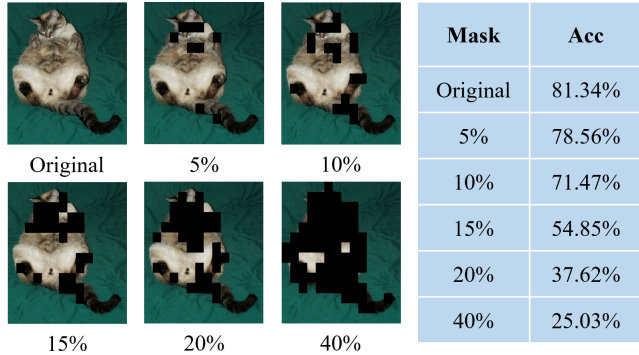 Original 5% 10%
15% 20% 40%
Mask Acc
Original 81.34%
5% 78.56%
10% 71.47%
15% 54.85%
20% 37.62%
40% 25.03%